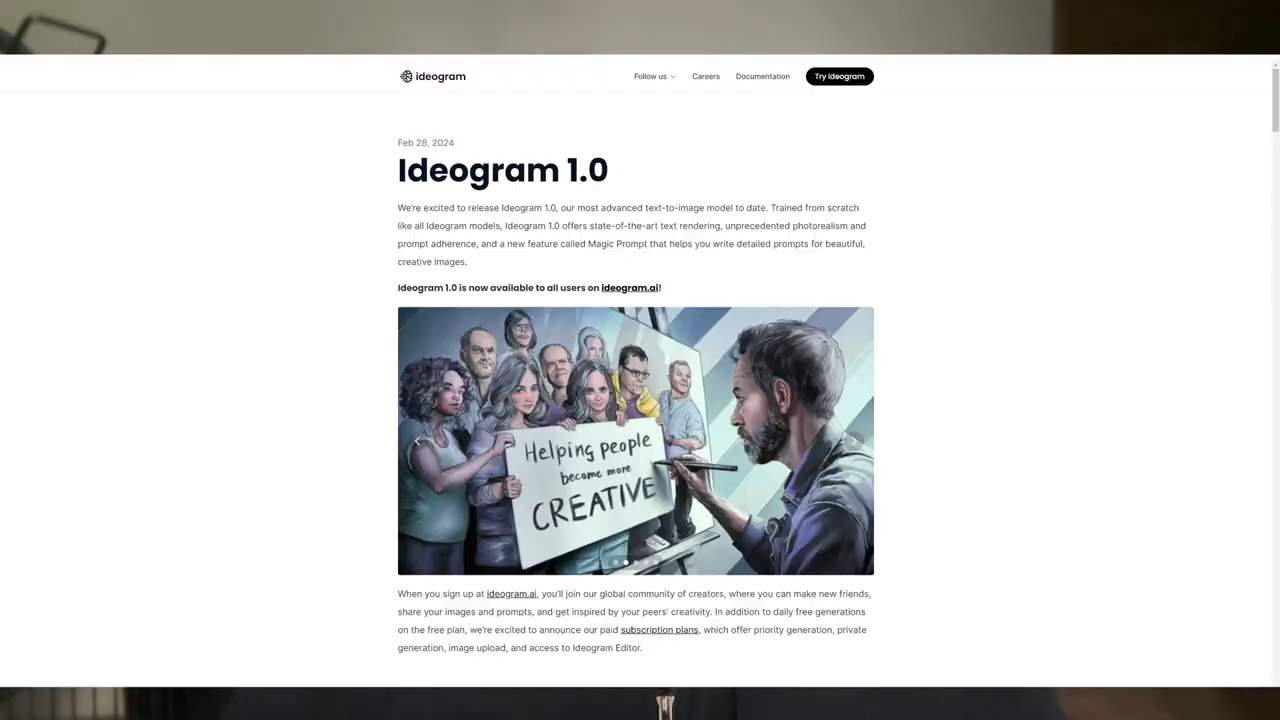 ideogram
Follow us
Careers
Documentation
Try Ideogram
Feb 28, 2024
Ideogram 1.0
We're excited to release Ideogram 1.0, our most advanced text-to-image model to date. Trained from scratch
like all Ideogram models, Ideogram 1.0 offers state-of-the-art text rendering, unprecedented photorealism and
prompt adherence, and a new feature called Magic Prompt that helps you write detailed prompts for beautiful,
creative images.
Ideogram 1.0 is now available to all users on ideogram.ai!
Helping people
become more
CREATIVE
When you sign up at ideogram.ai, you'll join our global community of creators, where you can make new friends,
share your images and prompts, and get inspired by your peers' creativity. In addition to daily free generations
on the free plan, we're excited to announce our paid subscription plans, which offer priority generation, private
generation, image upload, and access to Ideogram Editor.